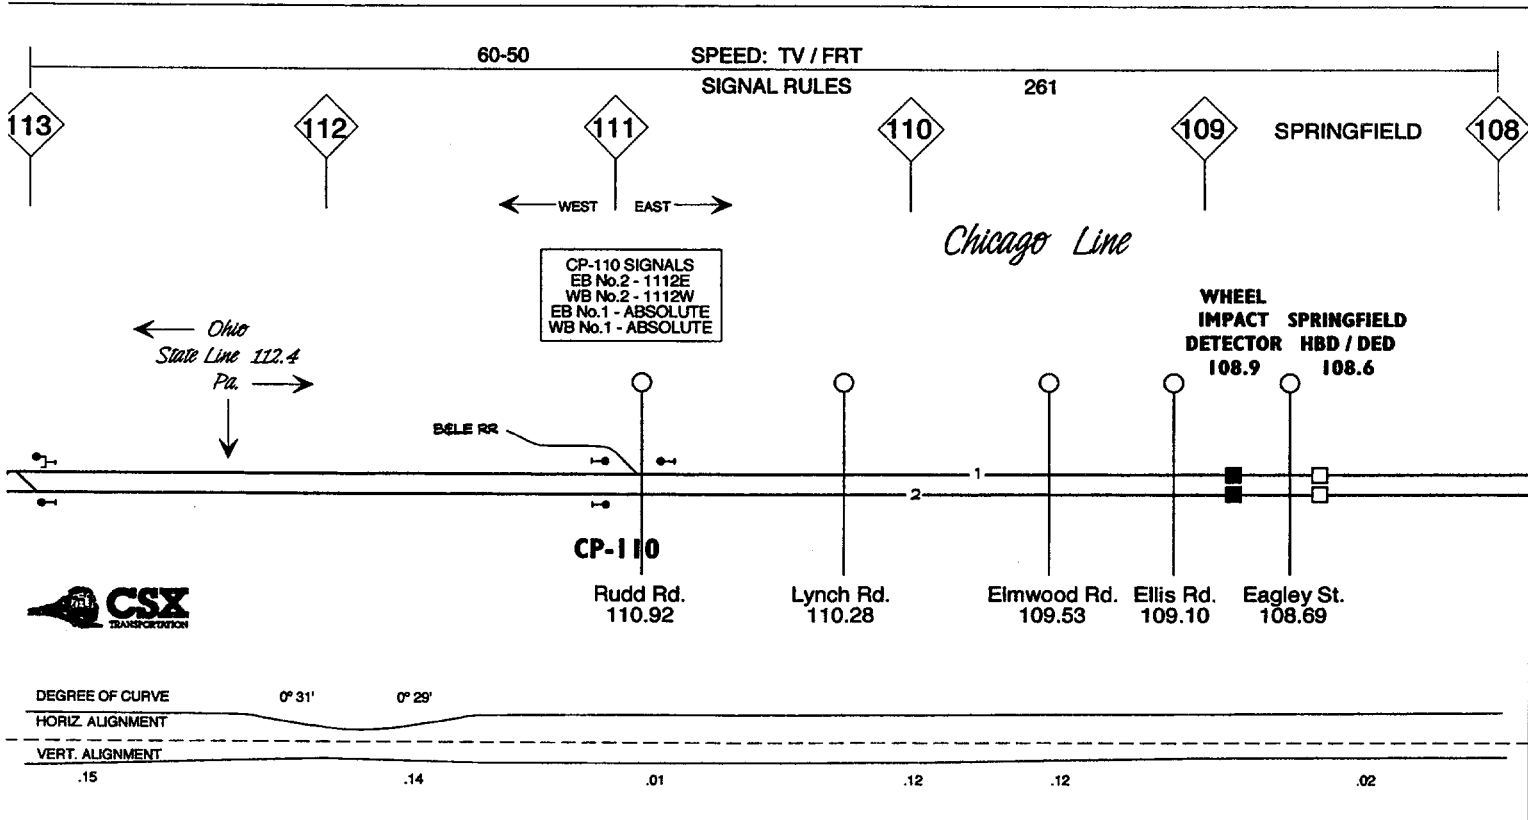 60-50 SPEED: TV / FRT
SIGNAL RULES 261
113 112 111 110 109 SPRINGFIELD 108
WEST EAST
Chicago Line
CP-110 SIGNALS
EB No.2 - 1112E
WB No.2 - 1112W
EB No.1 - ABSOLUTE
WB No.1 - ABSOLUTE
WHEEL
IMPACT
DETECTOR
108.9
SPRINGFIELD
HBD / DED
108.6
Ohio
State Line 112.4
Pa.
B&LE RR
1
2
CP-110
Rudd Rd.
110.92
Lynch Rd.
110.28
Elmwood Rd.
109.53
Ellis Rd.
109.10
Eagley St.
108.69
CSX
TRANSPORTATION
DEGREE OF CURVE 0° 31' 0° 29'
HORIZ. ALIGNMENT
VERT. ALIGNMENT
.15 .14 .01 .12 .12 .02